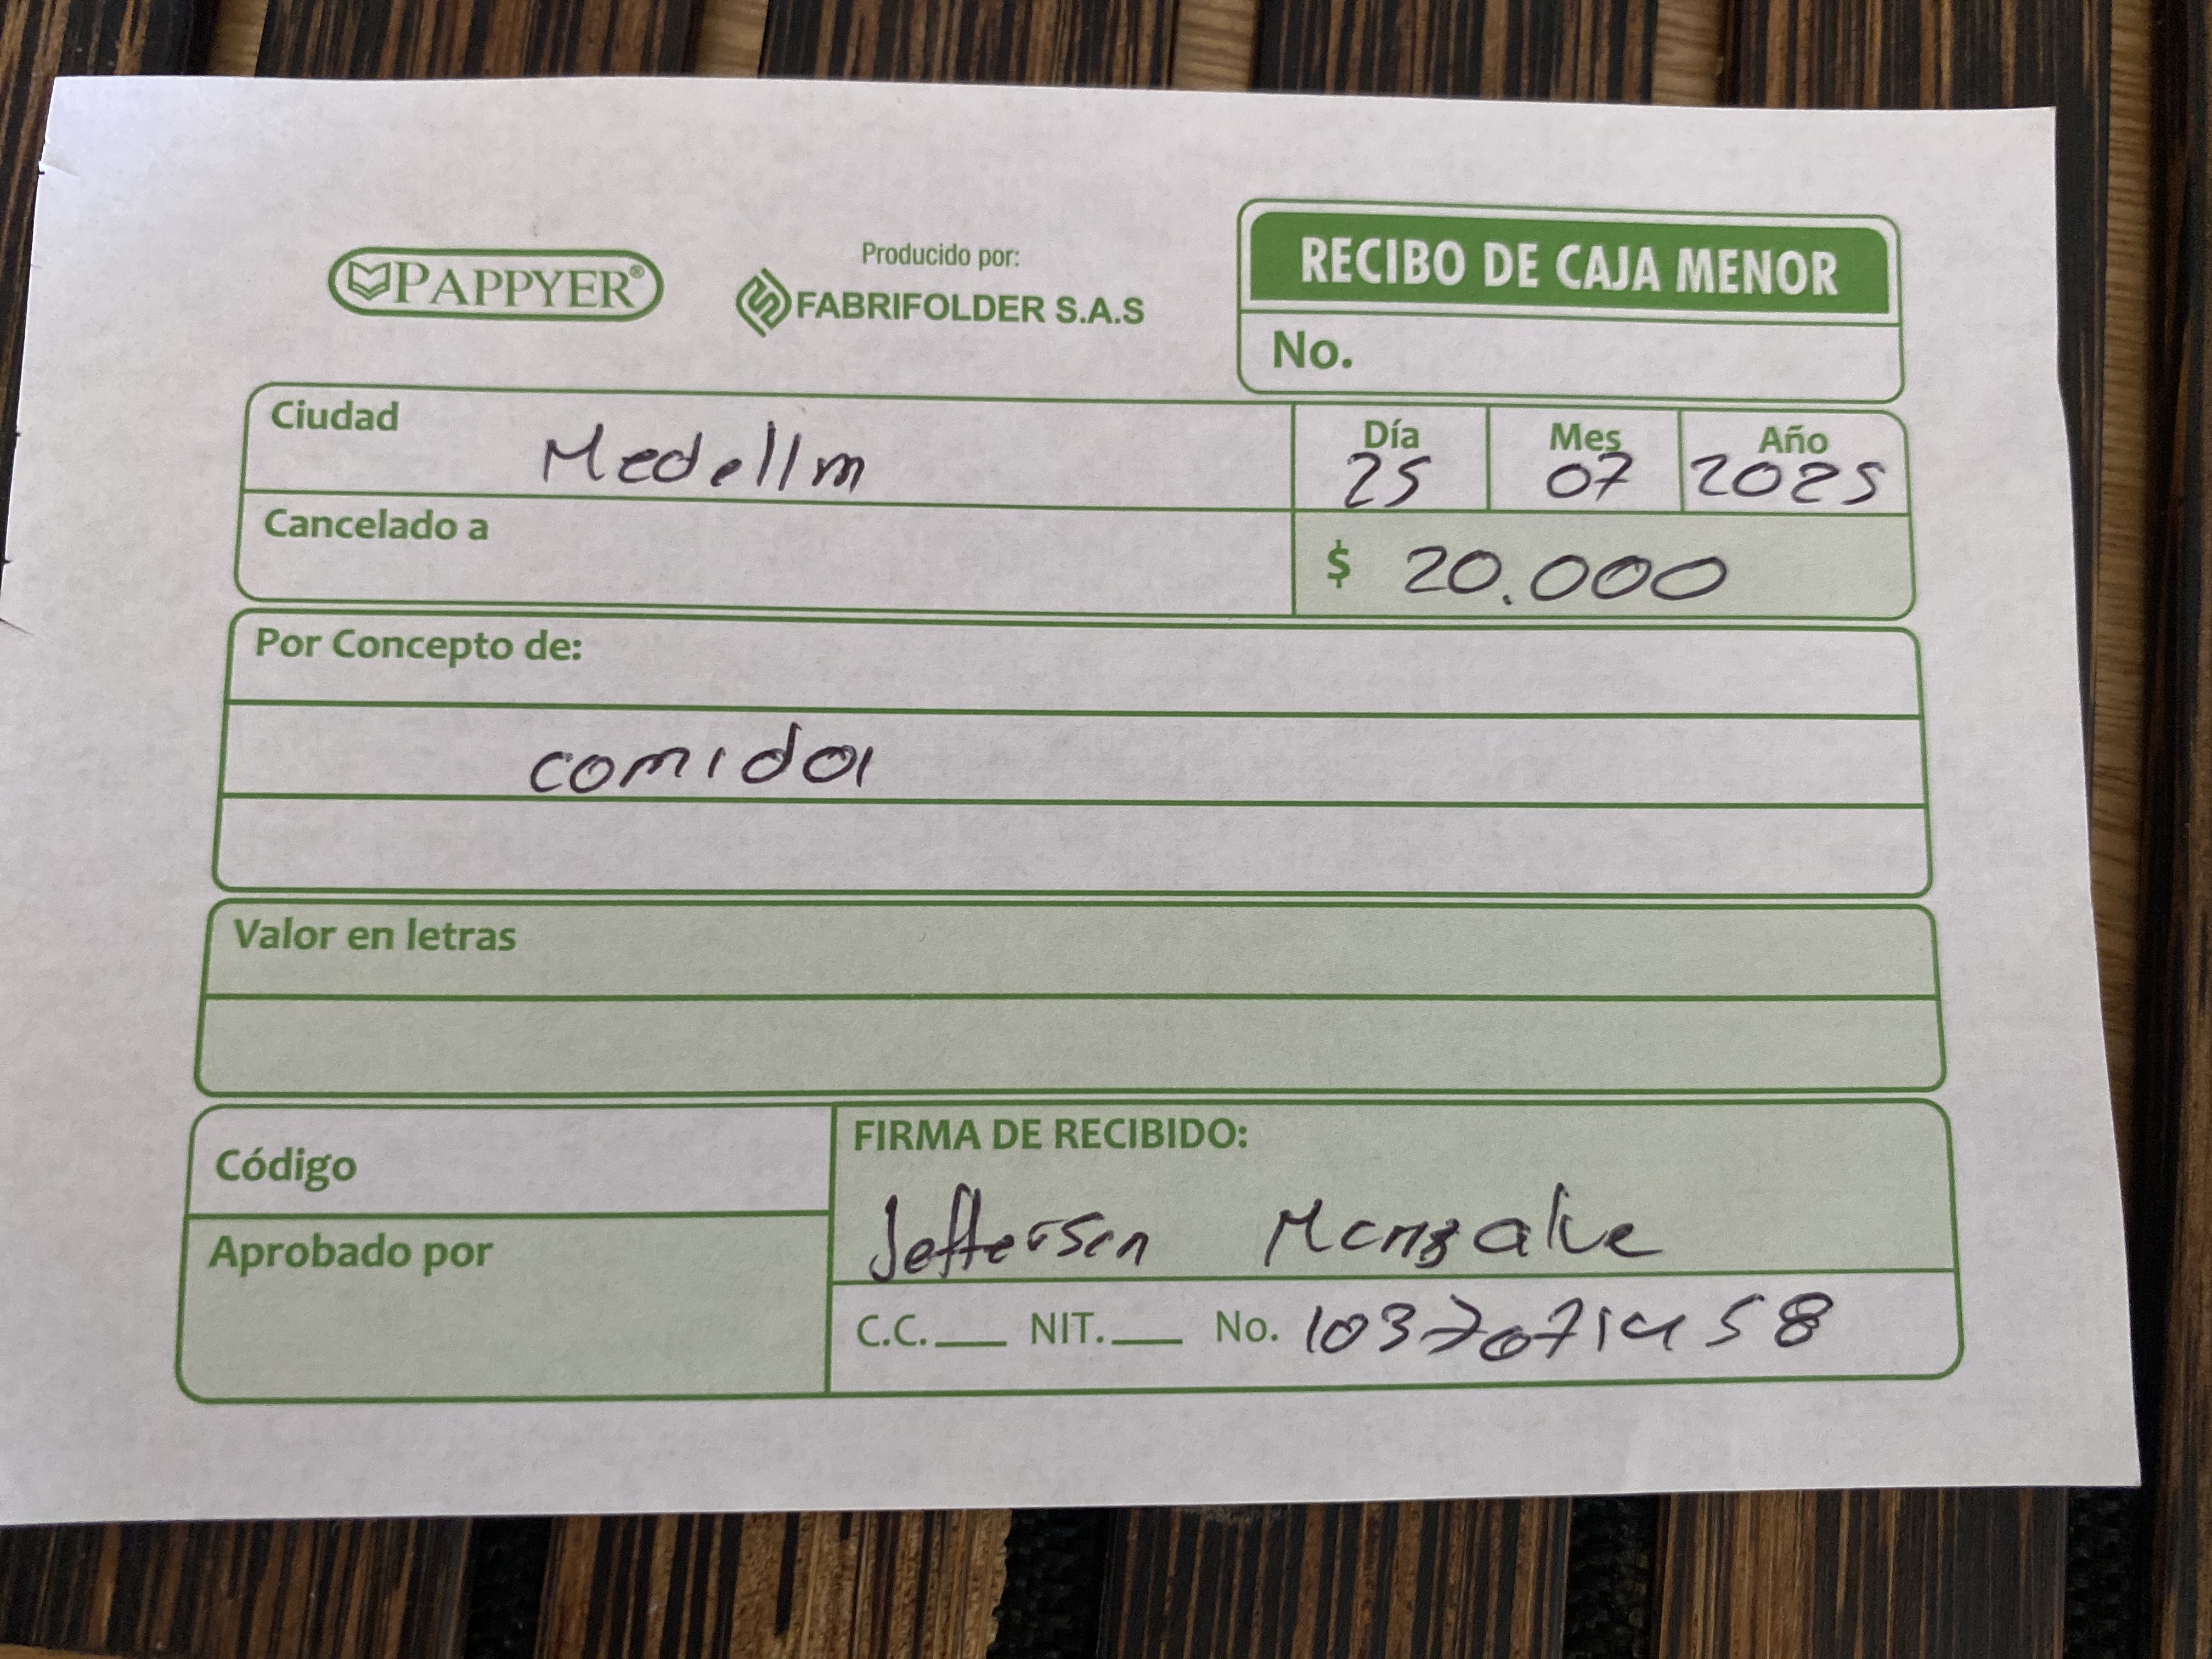 PAPPYER®
Producido por:
FABRIFOLDER S.A.S
RECIBO DE CAJA MENOR
No.
Ciudad Medellin
Día Mes Año
25 07 2025
Cancelado a
$ 20.000
Por Concepto de:
comida
Valor en letras
Código
Aprobado por
FIRMA DE RECIBIDO:
Jefferson Monsalve
C.C.___ NIT.___ No. 1037071458